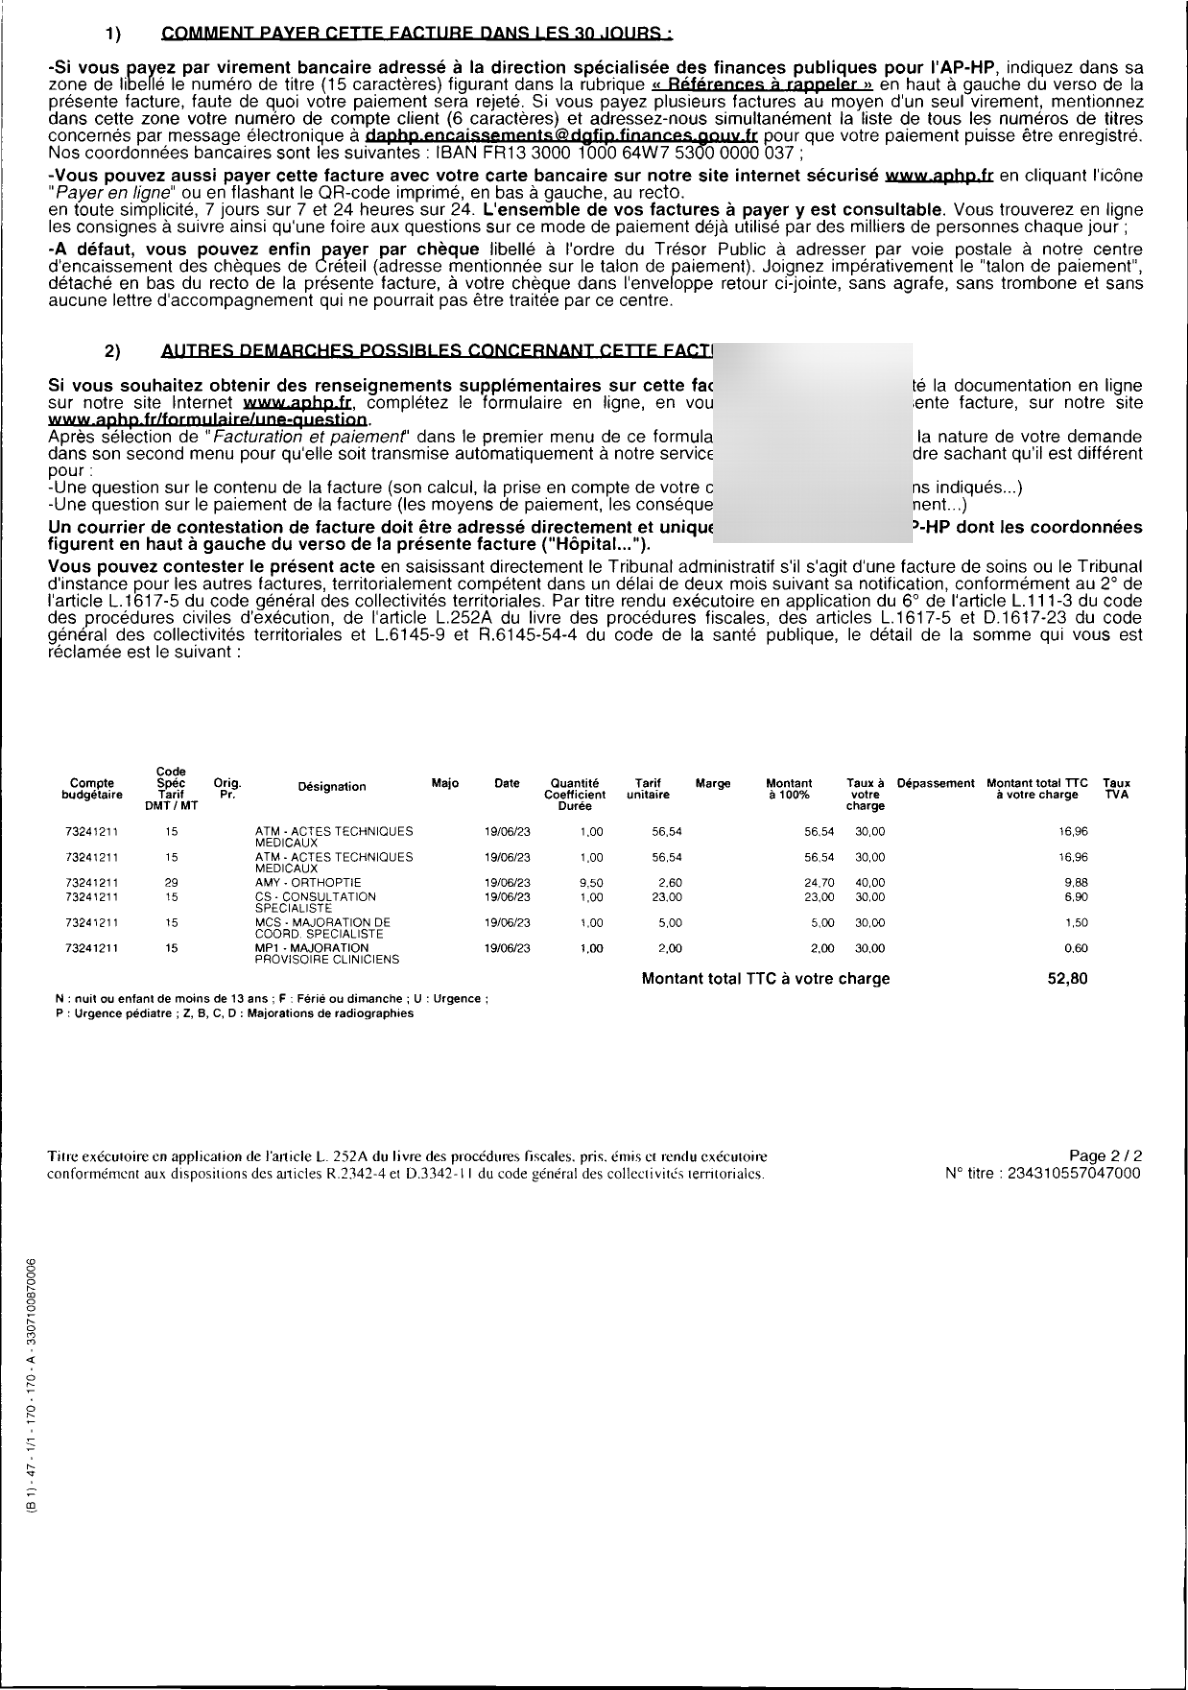 1) COMMENT PAYER CETTE FACTURE DANS LES 30 JOURS :
-Si vous payez par virement bancaire adressé à la direction spécialisée des finances publiques pour l'AP-HP, indiquez dans sa
zone de libellé le numéro de titre (15 caractères) figurant dans la rubrique « Références à rappeler » en haut à gauche du verso de la
présente facture, faute de quoi votre paiement sera rejeté. Si vous payez plusieurs factures au moyen d'un seul virement, mentionnez
dans cette zone votre numéro de compte client (6 caractères) et adressez-nous simultanément la liste de tous les numéros de titres
concernés par message électronique à daphp.encaissements@dgfip.finances.gouv.fr pour que votre paiement puisse être enregistré.
Nos coordonnées bancaires sont les suivantes : IBAN FR13 3000 1000 64W7 5300 0000 037 ;
-Vous pouvez aussi payer cette facture avec votre carte bancaire sur notre site internet sécurisé www.aphp.fr en cliquant l'icône
"Payer en ligne" ou en flashant le QR-code imprimé, en bas à gauche, au recto.
en toute simplicité, 7 jours sur 7 et 24 heures sur 24. L'ensemble de vos factures à payer y est consultable. Vous trouverez en ligne
les consignes à suivre ainsi qu'une foire aux questions sur ce mode de paiement déjà utilisé par des milliers de personnes chaque jour ;
-A défaut, vous pouvez enfin payer par chèque libellé à l'ordre du Trésor Public à adresser par voie postale à notre centre
d'encaissement des chèques de Créteil (adresse mentionnée sur le talon de paiement). Joignez impérativement le "talon de paiement",
détaché en bas du recto de la présente facture, à votre chèque dans l'enveloppe retour ci-jointe, sans agrafe, sans trombone et sans
aucune lettre d'accompagnement qui ne pourrait pas être traitée par ce centre.
2) AUTRES DEMARCHES POSSIBLES CONCERNANT CETTE FACT
Si vous souhaitez obtenir des renseignements supplémentaires sur cette fac té la documentation en ligne
sur notre site Internet www.aphp.fr, complétez le formulaire en ligne, en vou ente facture, sur notre site
www.aphp.fr/formulaire/une-question.
Après sélection de "Facturation et paiement" dans le premier menu de ce formula la nature de votre demande
dans son second menu pour qu'elle soit transmise automatiquement à notre service dre sachant qu'il est différent
pour :
-Une question sur le contenu de la facture (son calcul, la prise en compte de votre c ns indiqués...)
-Une question sur le paiement de la facture (les moyens de paiement, les conséque ment...)
Un courrier de contestation de facture doit être adressé directement et unique P-HP dont les coordonnées
figurent en haut à gauche du verso de la présente facture ("Hôpital...").
Vous pouvez contester le présent acte en saisissant directement le Tribunal administratif s'il s'agit d'une facture de soins ou le Tribunal
d'instance pour les autres factures, territorialement compétent dans un délai de deux mois suivant sa notification, conformément au 2° de
l'article L.1617-5 du code général des collectivités territoriales. Par titre rendu exécutoire en application du 6° de l'article L.111-3 du code
des procédures civiles d'exécution, de l'article L.252A du livre des procédures fiscales, des articles L.1617-5 et D.1617-23 du code
général des collectivités territoriales et L.6145-9 et R.6145-54-4 du code de la santé publique, le détail de la somme qui vous est
réclamée est le suivant :
Compte budgétaire Code Spéc Tarif DMT / MT Orig. Pr. Désignation Majo Date Quantité Coefficient Durée Tarif unitaire Marge Montant à 100% Taux à votre charge Dépassement Montant total TTC à votre charge Taux TVA
73241211 15 ATM - ACTES TECHNIQUES 19/06/23 1,00 56,54 56,54 30,00 16,96
MEDICAUX
73241211 15 ATM - ACTES TECHNIQUES 19/06/23 1,00 56,54 56,54 30,00 16,96
MEDICAUX
73241211 29 AMY - ORTHOPTIE 19/06/23 9,50 2,60 24,70 40,00 9,88
73241211 15 CS - CONSULTATION 19/06/23 1,00 23,00 23,00 30,00 6,90
SPECIALISTE
73241211 15 MCS - MAJORATION DE 19/06/23 1,00 5,00 5,00 30,00 1,50
COORD. SPECIALISTE
73241211 15 MP1 - MAJORATION 19/06/23 1,00 2,00 2,00 30,00 0,60
PROVISOIRE CLINICIENS
Montant total TTC à votre charge 52,80
N : nuit ou enfant de moins de 13 ans ; F : Férié ou dimanche ; U : Urgence ;
P : Urgence pédiatre ; Z, B, C, D : Majorations de radiographies
Titre exécutoire en application de l'article L. 252A du livre des procédures fiscales, pris, émis et rendu exécutoire
conformément aux dispositions des articles R.2342-4 et D.3342-11 du code général des collectivités territoriales.
Page 2 / 2
N° titre : 234310557047000
(B 1) - 47 - 1/1 - 170 - 170 - A - 3307100870006